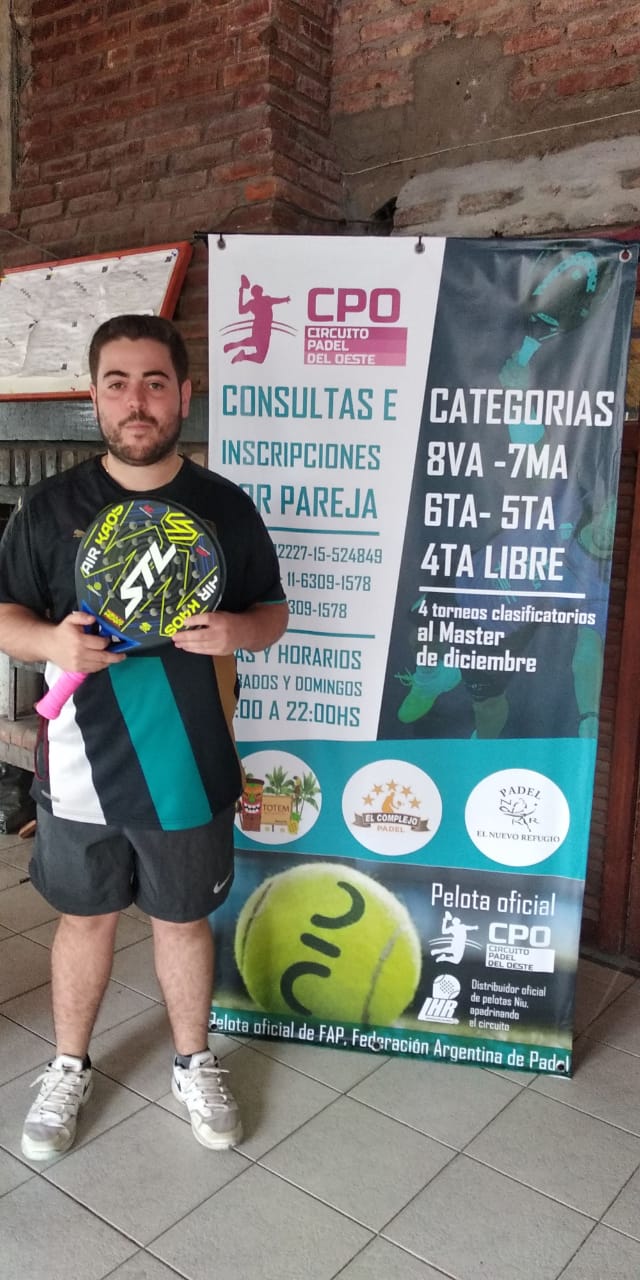 CPO
CIRCUITO
PADEL
DEL OESTE
CONSULTAS E
INSCRIPCIONES
POR PAREJA
2227-15-524849
: 11-6309-1578
309-1578
AS Y HORARIOS
BADOS Y DOMINGOS
:00 A 22:00HS
CATEGORIAS
8VA -7MA
6TA- 5TA
4TA LIBRE
4 torneos clasificatorios
al Master
de diciembre
AIR KAOS
STL
AIR KAOS
TOTEM
EL COMPLEJO
PADEL
PADEL
EL NUEVO REFUGIO
Pelota oficial
CPO
CIRCUITO
PADEL
DEL OESTE
LHR
Distribuidor oficial
de pelotas Niu,
apadrinando
el circuito
Pelota oficial de FAP, Federación Argentina de Padel